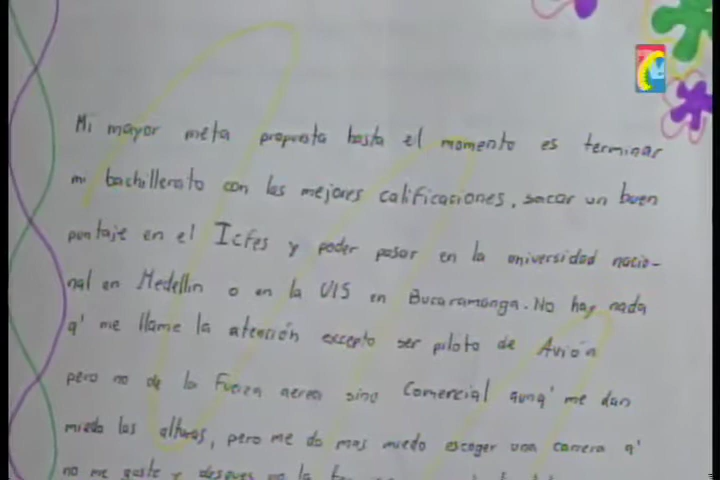 Mi mayor meta propuesta hasta el momento es terminar
mi bachillerato con las mejores calificaciones, sacar un buen
puntaje en el Icfes y poder pasar en la universidad nacio-
nal en Medellin o en la UIS en Bucaramanga. No hay nada
q' me llame la atención excepto ser piloto de Avión
pero no de la Fuerza aerea sino Comercial aunq' me dan
miedo las alturas, pero me da mas miedo escoger una carrera q'
no me guste y despues no la